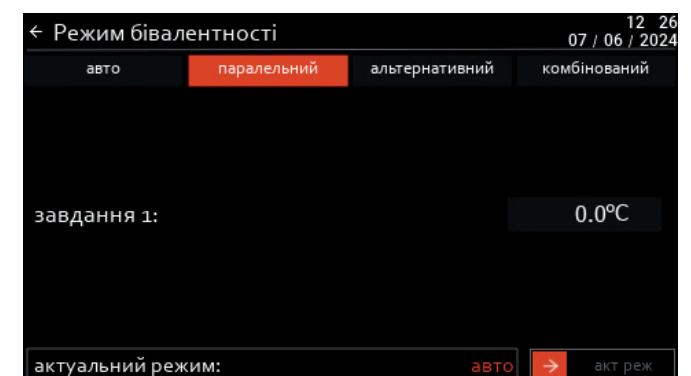 ← Режим бівалентності
12 26
07 / 06 / 2024
авто паралельний альтернативний комбінований
завдання 1: 0.0°C
актуальний режим: авто → акт реж